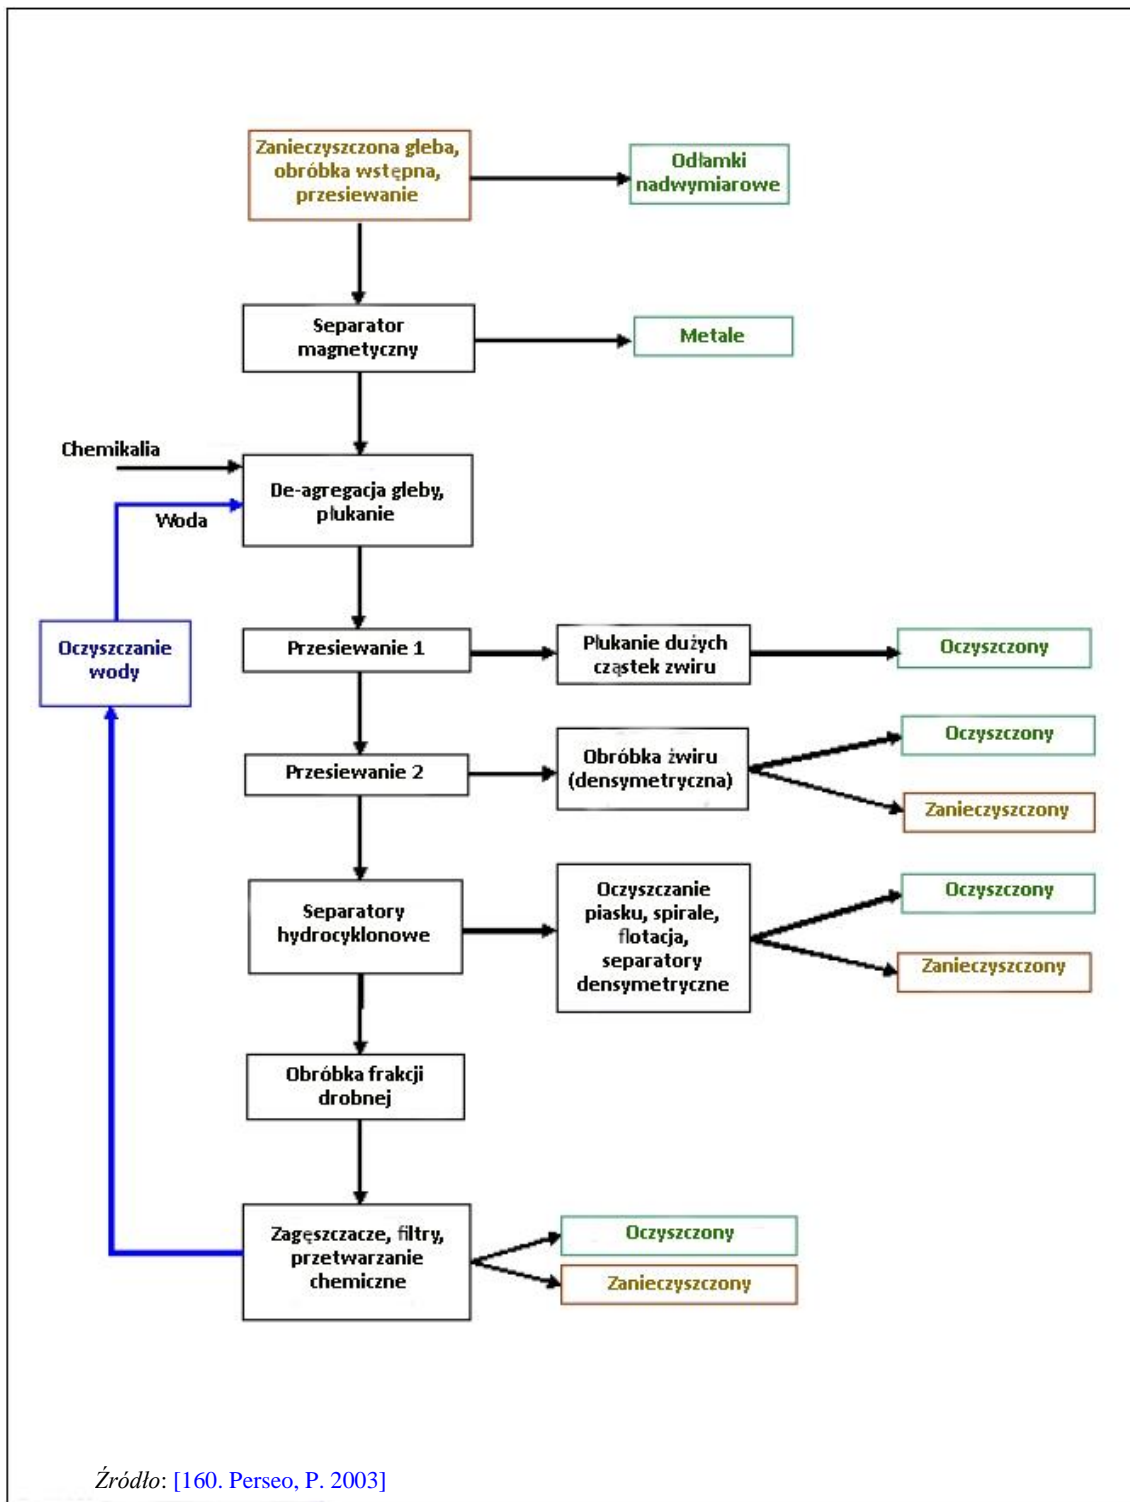 Zanieczyszczona gleba,
obróbka wstępna,
przesiewanie
Odłamki
nadwymiarowe
Separator
magnetyczny
Metale
Chemikalia
De-agregacja gleby,
płukanie
Woda
Oczyszczanie
wody
Przesiewanie 1
Płukanie dużych
cząstek zwiru
Oczyszczony
Przesiewanie 2
Obróbka żwiru
(densymetryczna)
Oczyszczony
Zanieczyszczony
Separatory
hydrocyklonowe
Oczyszczanie
piasku, spirale,
flotacja,
separatory
densymetryczne
Oczyszczony
Zanieczyszczony
Obróbka frakcji
drobnej
Zagęszczacze, filtry,
przetwarzanie
chemiczne
Oczyszczony
Zanieczyszczony
Źródło: [160. Perseo, P. 2003]